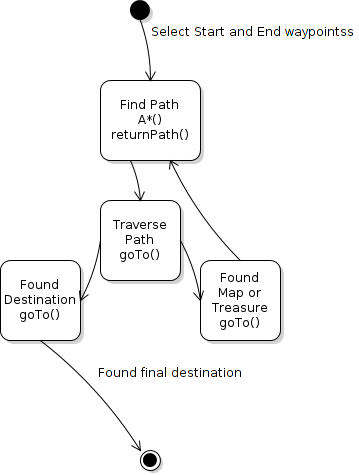 Select Start and End waypointss
Find Path
A*()
returnPath()
Traverse
Path
goTo()
Found
Destination
goTo()
Found
Map or
Treasure
goTo()
Found final destination